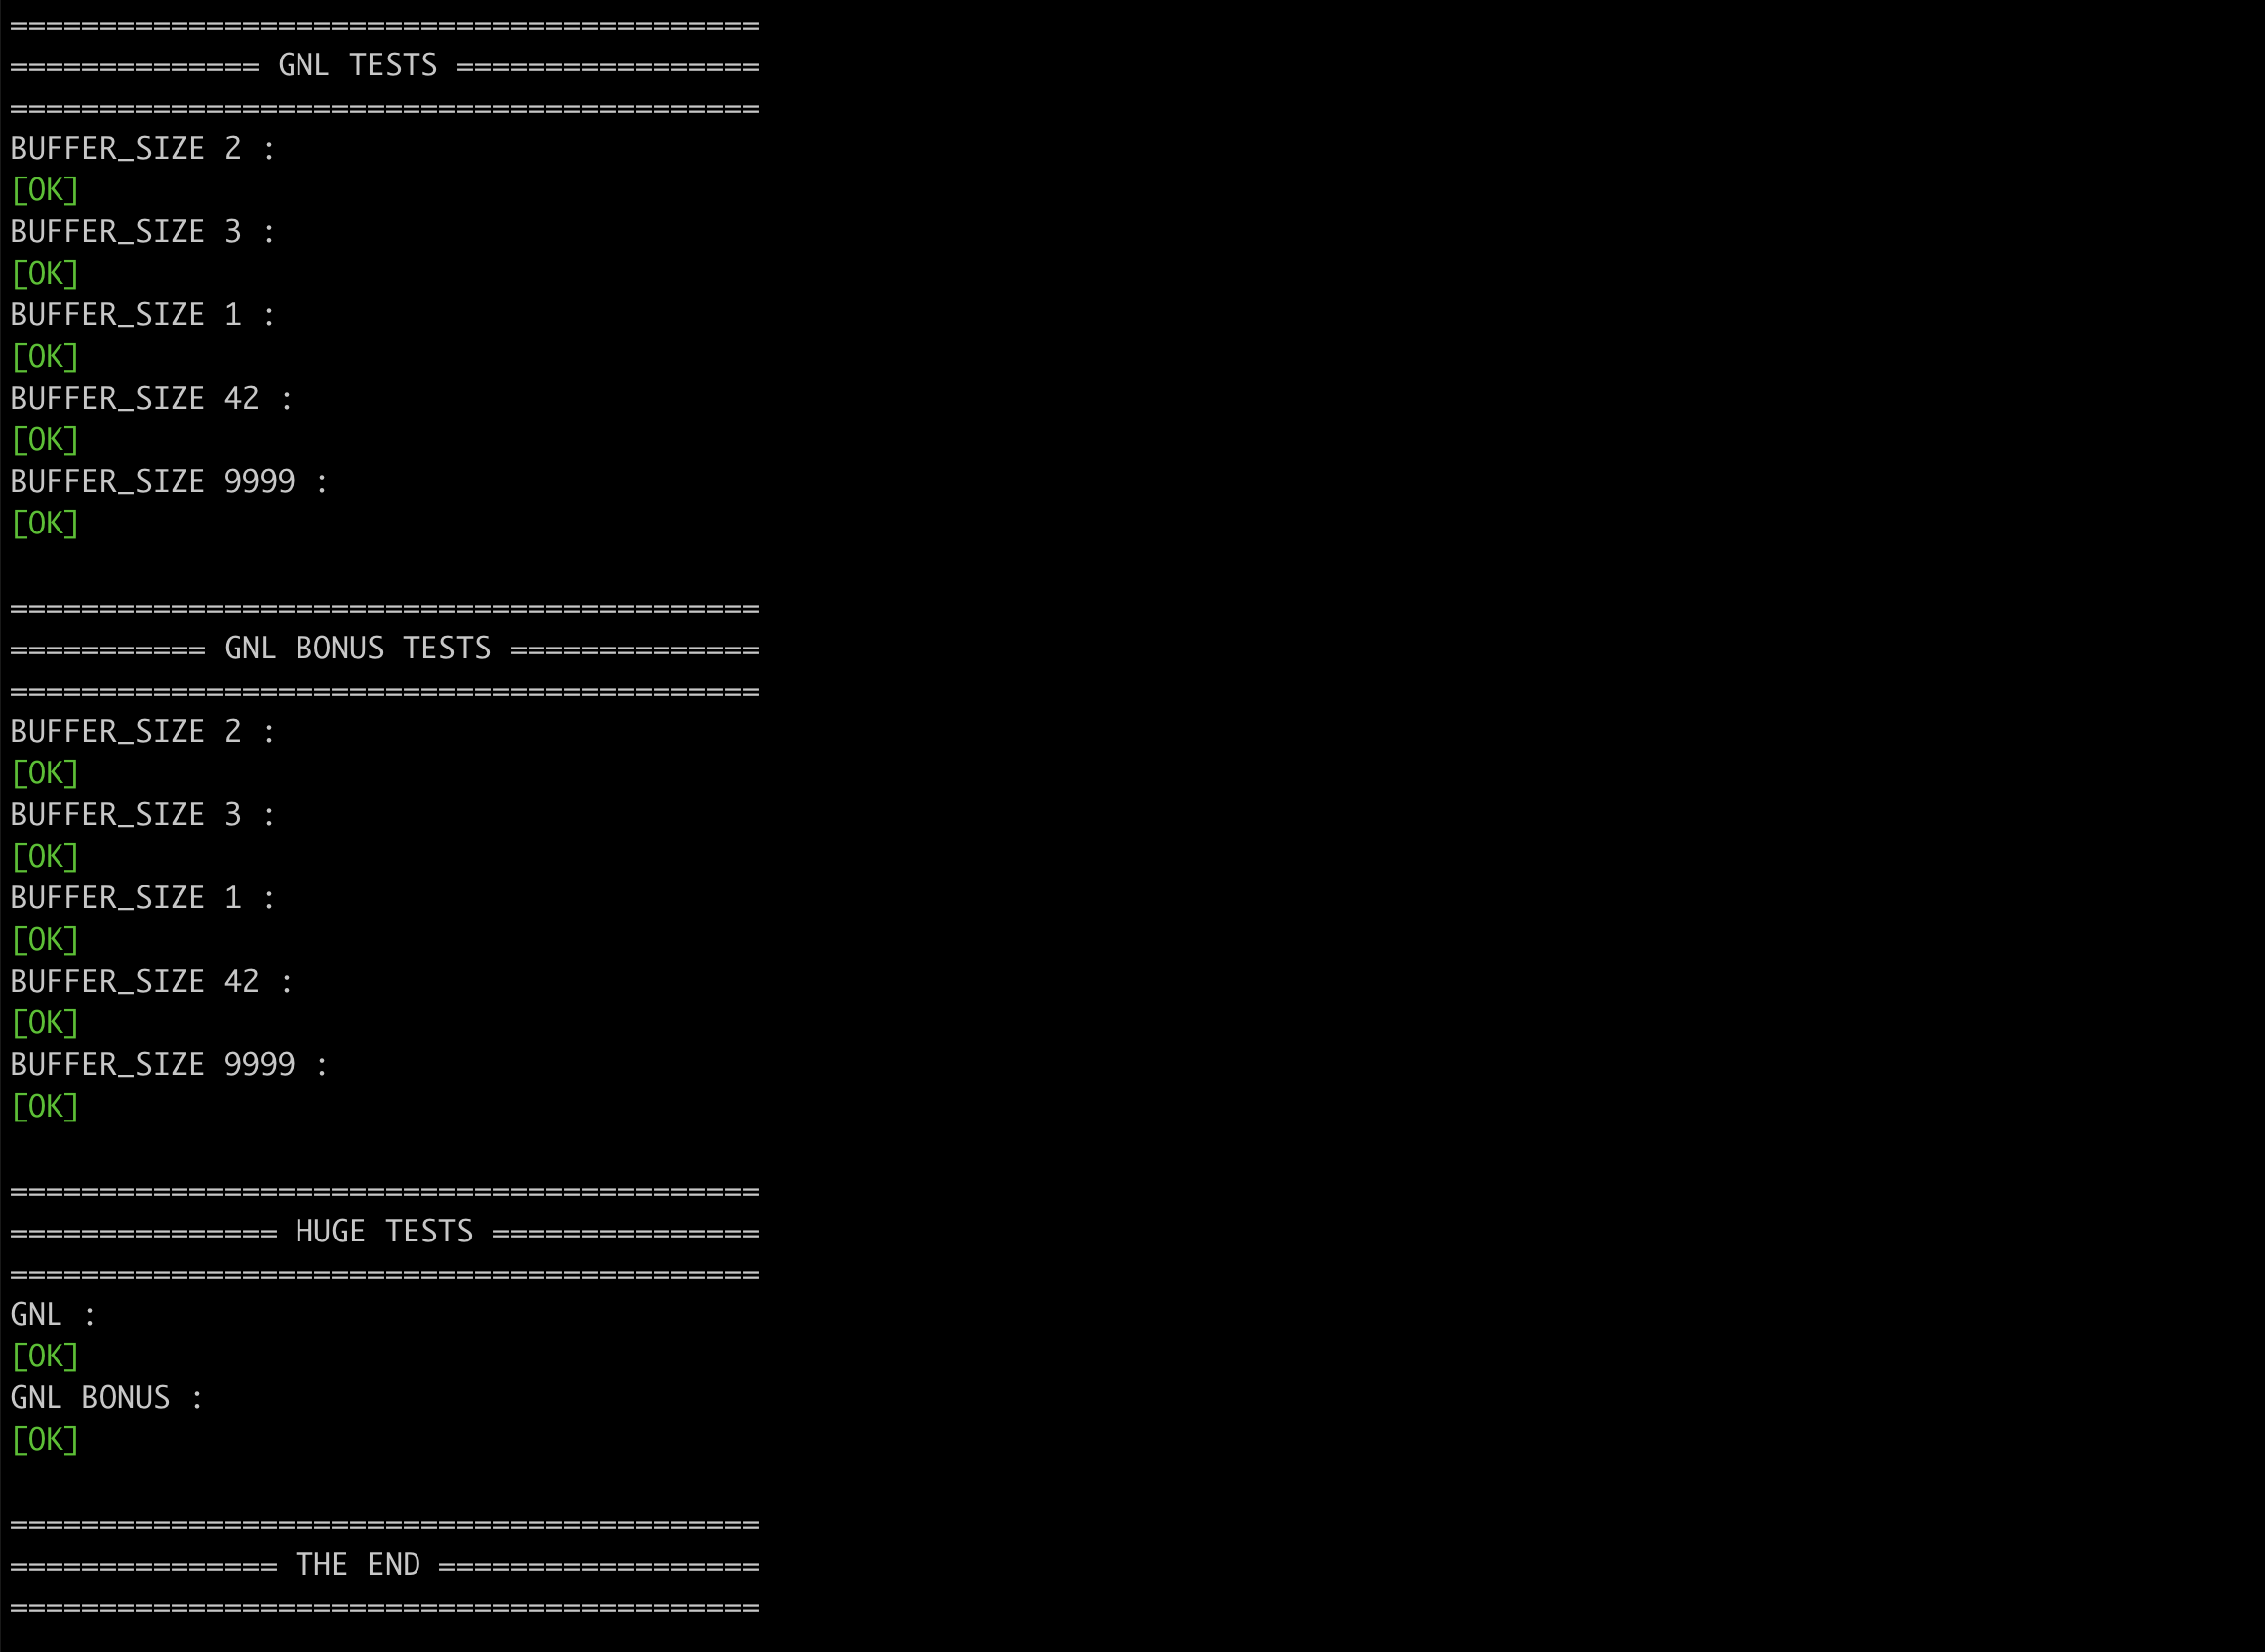 ==========================================
============== GNL TESTS =================
==========================================
BUFFER_SIZE 2 :
[OK]
BUFFER_SIZE 3 :
[OK]
BUFFER_SIZE 1 :
[OK]
BUFFER_SIZE 42 :
[OK]
BUFFER_SIZE 9999 :
[OK]

==========================================
=========== GNL BONUS TESTS ==============
==========================================
BUFFER_SIZE 2 :
[OK]
BUFFER_SIZE 3 :
[OK]
BUFFER_SIZE 1 :
[OK]
BUFFER_SIZE 42 :
[OK]
BUFFER_SIZE 9999 :
[OK]

==========================================
=============== HUGE TESTS ===============
==========================================
GNL :
[OK]
GNL BONUS :
[OK]

==========================================
=============== THE END ==================
==========================================